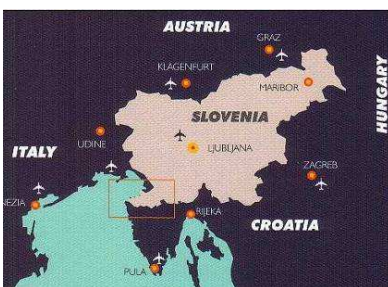 AUSTRIA
GRAZ
KLAGENFURT
MARIBOR
HUNGARY
SLOVENIA
UDINE
LJUBLJANA
ITALY
ZAGREB
NEZIA
RIJEKA
CROATIA
PULA